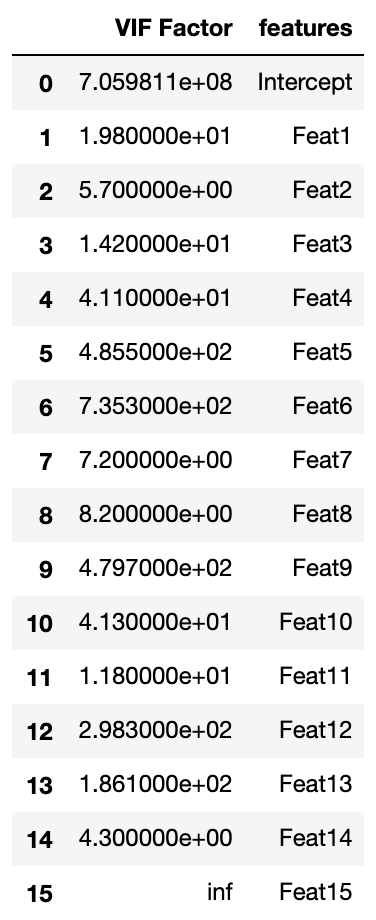 VIF Factor features
0 7.059811e+08 Intercept
1 1.980000e+01 Feat1
2 5.700000e+00 Feat2
3 1.420000e+01 Feat3
4 4.110000e+01 Feat4
5 4.855000e+02 Feat5
6 7.353000e+02 Feat6
7 7.200000e+00 Feat7
8 8.200000e+00 Feat8
9 4.797000e+02 Feat9
10 4.130000e+01 Feat10
11 1.180000e+01 Feat11
12 2.983000e+02 Feat12
13 1.861000e+02 Feat13
14 4.300000e+00 Feat14
15 inf Feat15